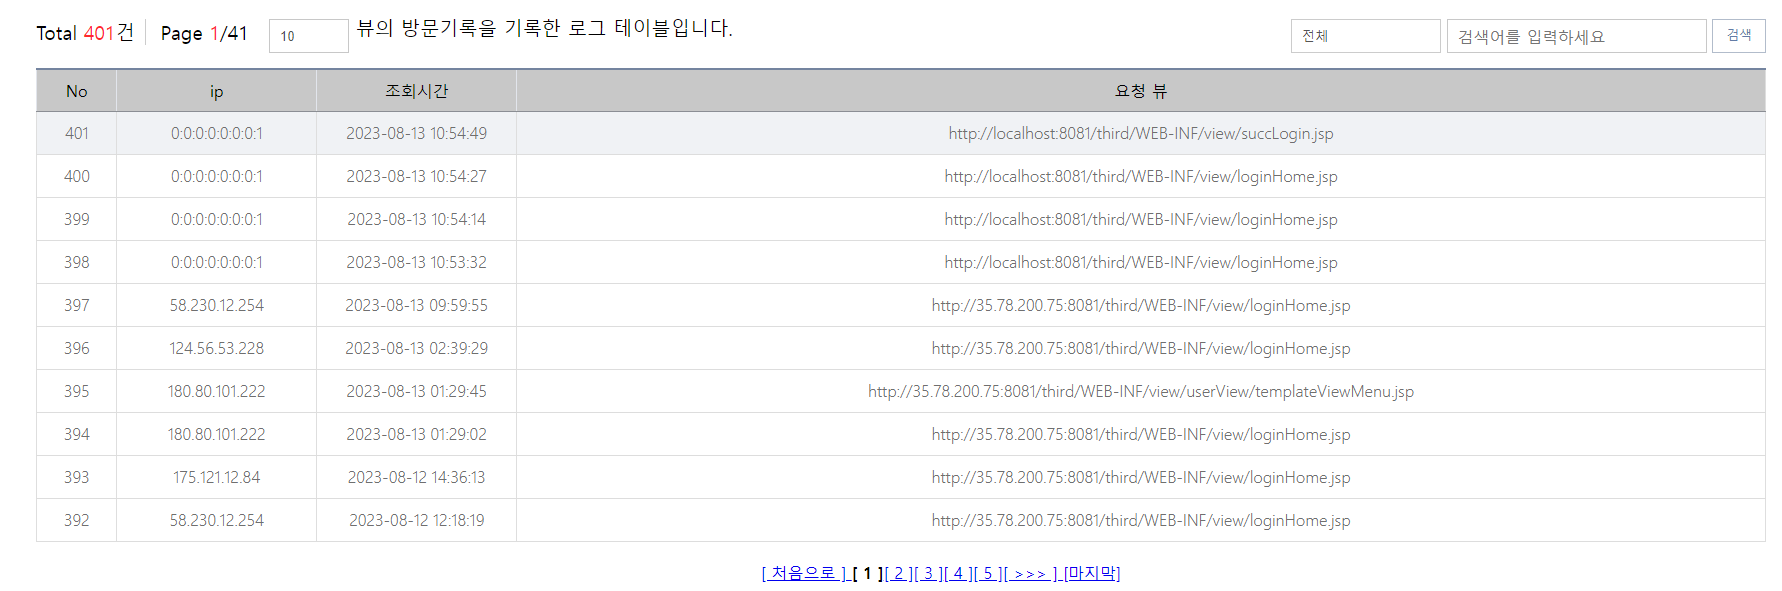 Total 401건 Page 1/41 10 뷰의 방문기록을 기록한 로그 테이블입니다. 전체 검색어를 입력하세요 검색
No ip 조회시간 요청 뷰
401 0:0:0:0:0:0:0:1 2023-08-13 10:54:49 http://localhost:8081/third/WEB-INF/view/succLogin.jsp
400 0:0:0:0:0:0:0:1 2023-08-13 10:54:27 http://localhost:8081/third/WEB-INF/view/loginHome.jsp
399 0:0:0:0:0:0:0:1 2023-08-13 10:54:14 http://localhost:8081/third/WEB-INF/view/loginHome.jsp
398 0:0:0:0:0:0:0:1 2023-08-13 10:53:32 http://localhost:8081/third/WEB-INF/view/loginHome.jsp
397 58.230.12.254 2023-08-13 09:59:55 http://35.78.200.75:8081/third/WEB-INF/view/loginHome.jsp
396 124.56.53.228 2023-08-13 02:39:29 http://35.78.200.75:8081/third/WEB-INF/view/loginHome.jsp
395 180.80.101.222 2023-08-13 01:29:45 http://35.78.200.75:8081/third/WEB-INF/view/userView/templateViewMenu.jsp
394 180.80.101.222 2023-08-13 01:29:02 http://35.78.200.75:8081/third/WEB-INF/view/loginHome.jsp
393 175.121.12.84 2023-08-12 14:36:13 http://35.78.200.75:8081/third/WEB-INF/view/loginHome.jsp
392 58.230.12.254 2023-08-12 12:18:19 http://35.78.200.75:8081/third/WEB-INF/view/loginHome.jsp
[ 처음으로 ] [ 1 ][ 2 ][ 3 ][ 4 ][ 5 ][ >>> ] [마지막]